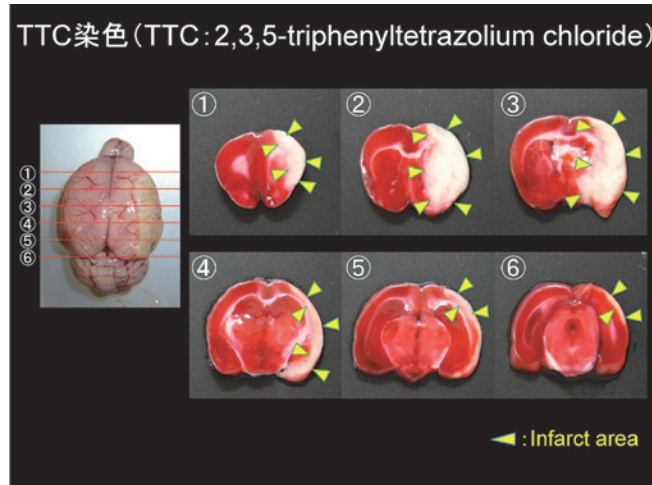 TTC染色(TTC:2,3,5-triphenyltetrazolium chloride)
① ② ③
①
②
③
④
⑤
⑥
④ ⑤ ⑥
:Infarct area